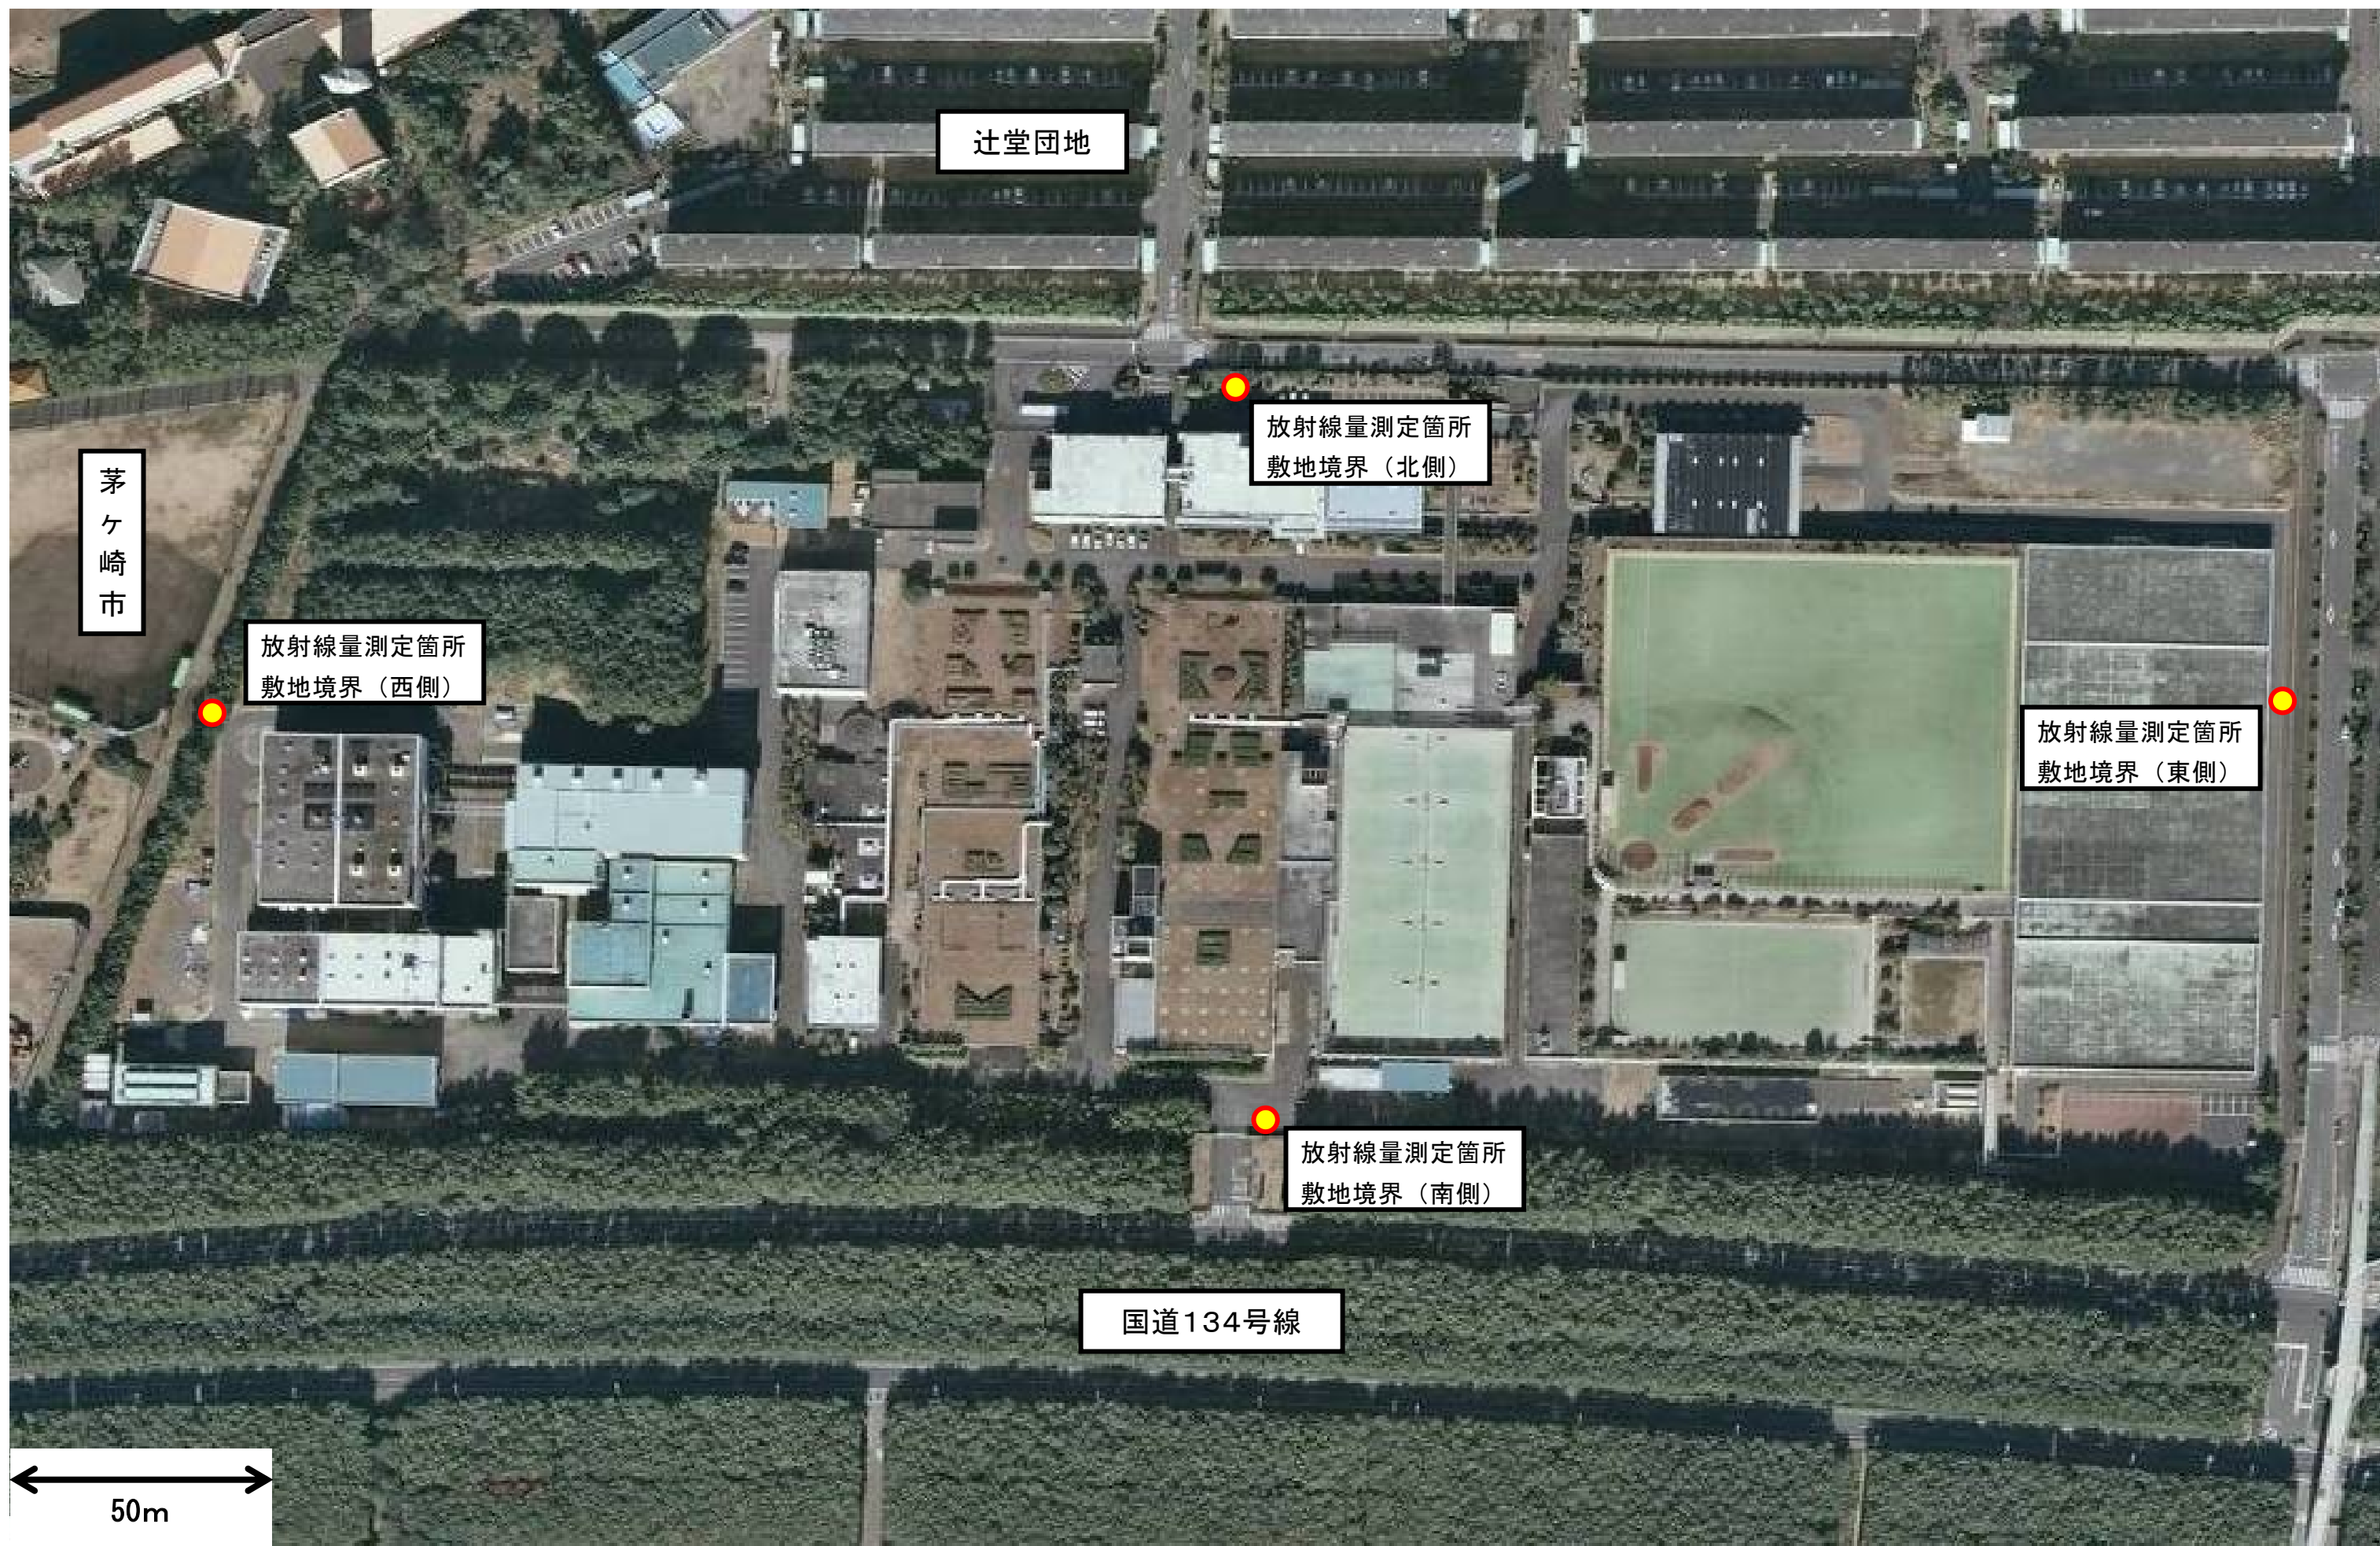 辻堂団地
放射線量測定箇所
敷地境界（北側）
茅ヶ崎市
放射線量測定箇所
敷地境界（西側）
放射線量測定箇所
敷地境界（東側）
放射線量測定箇所
敷地境界（南側）
国道134号線
50m